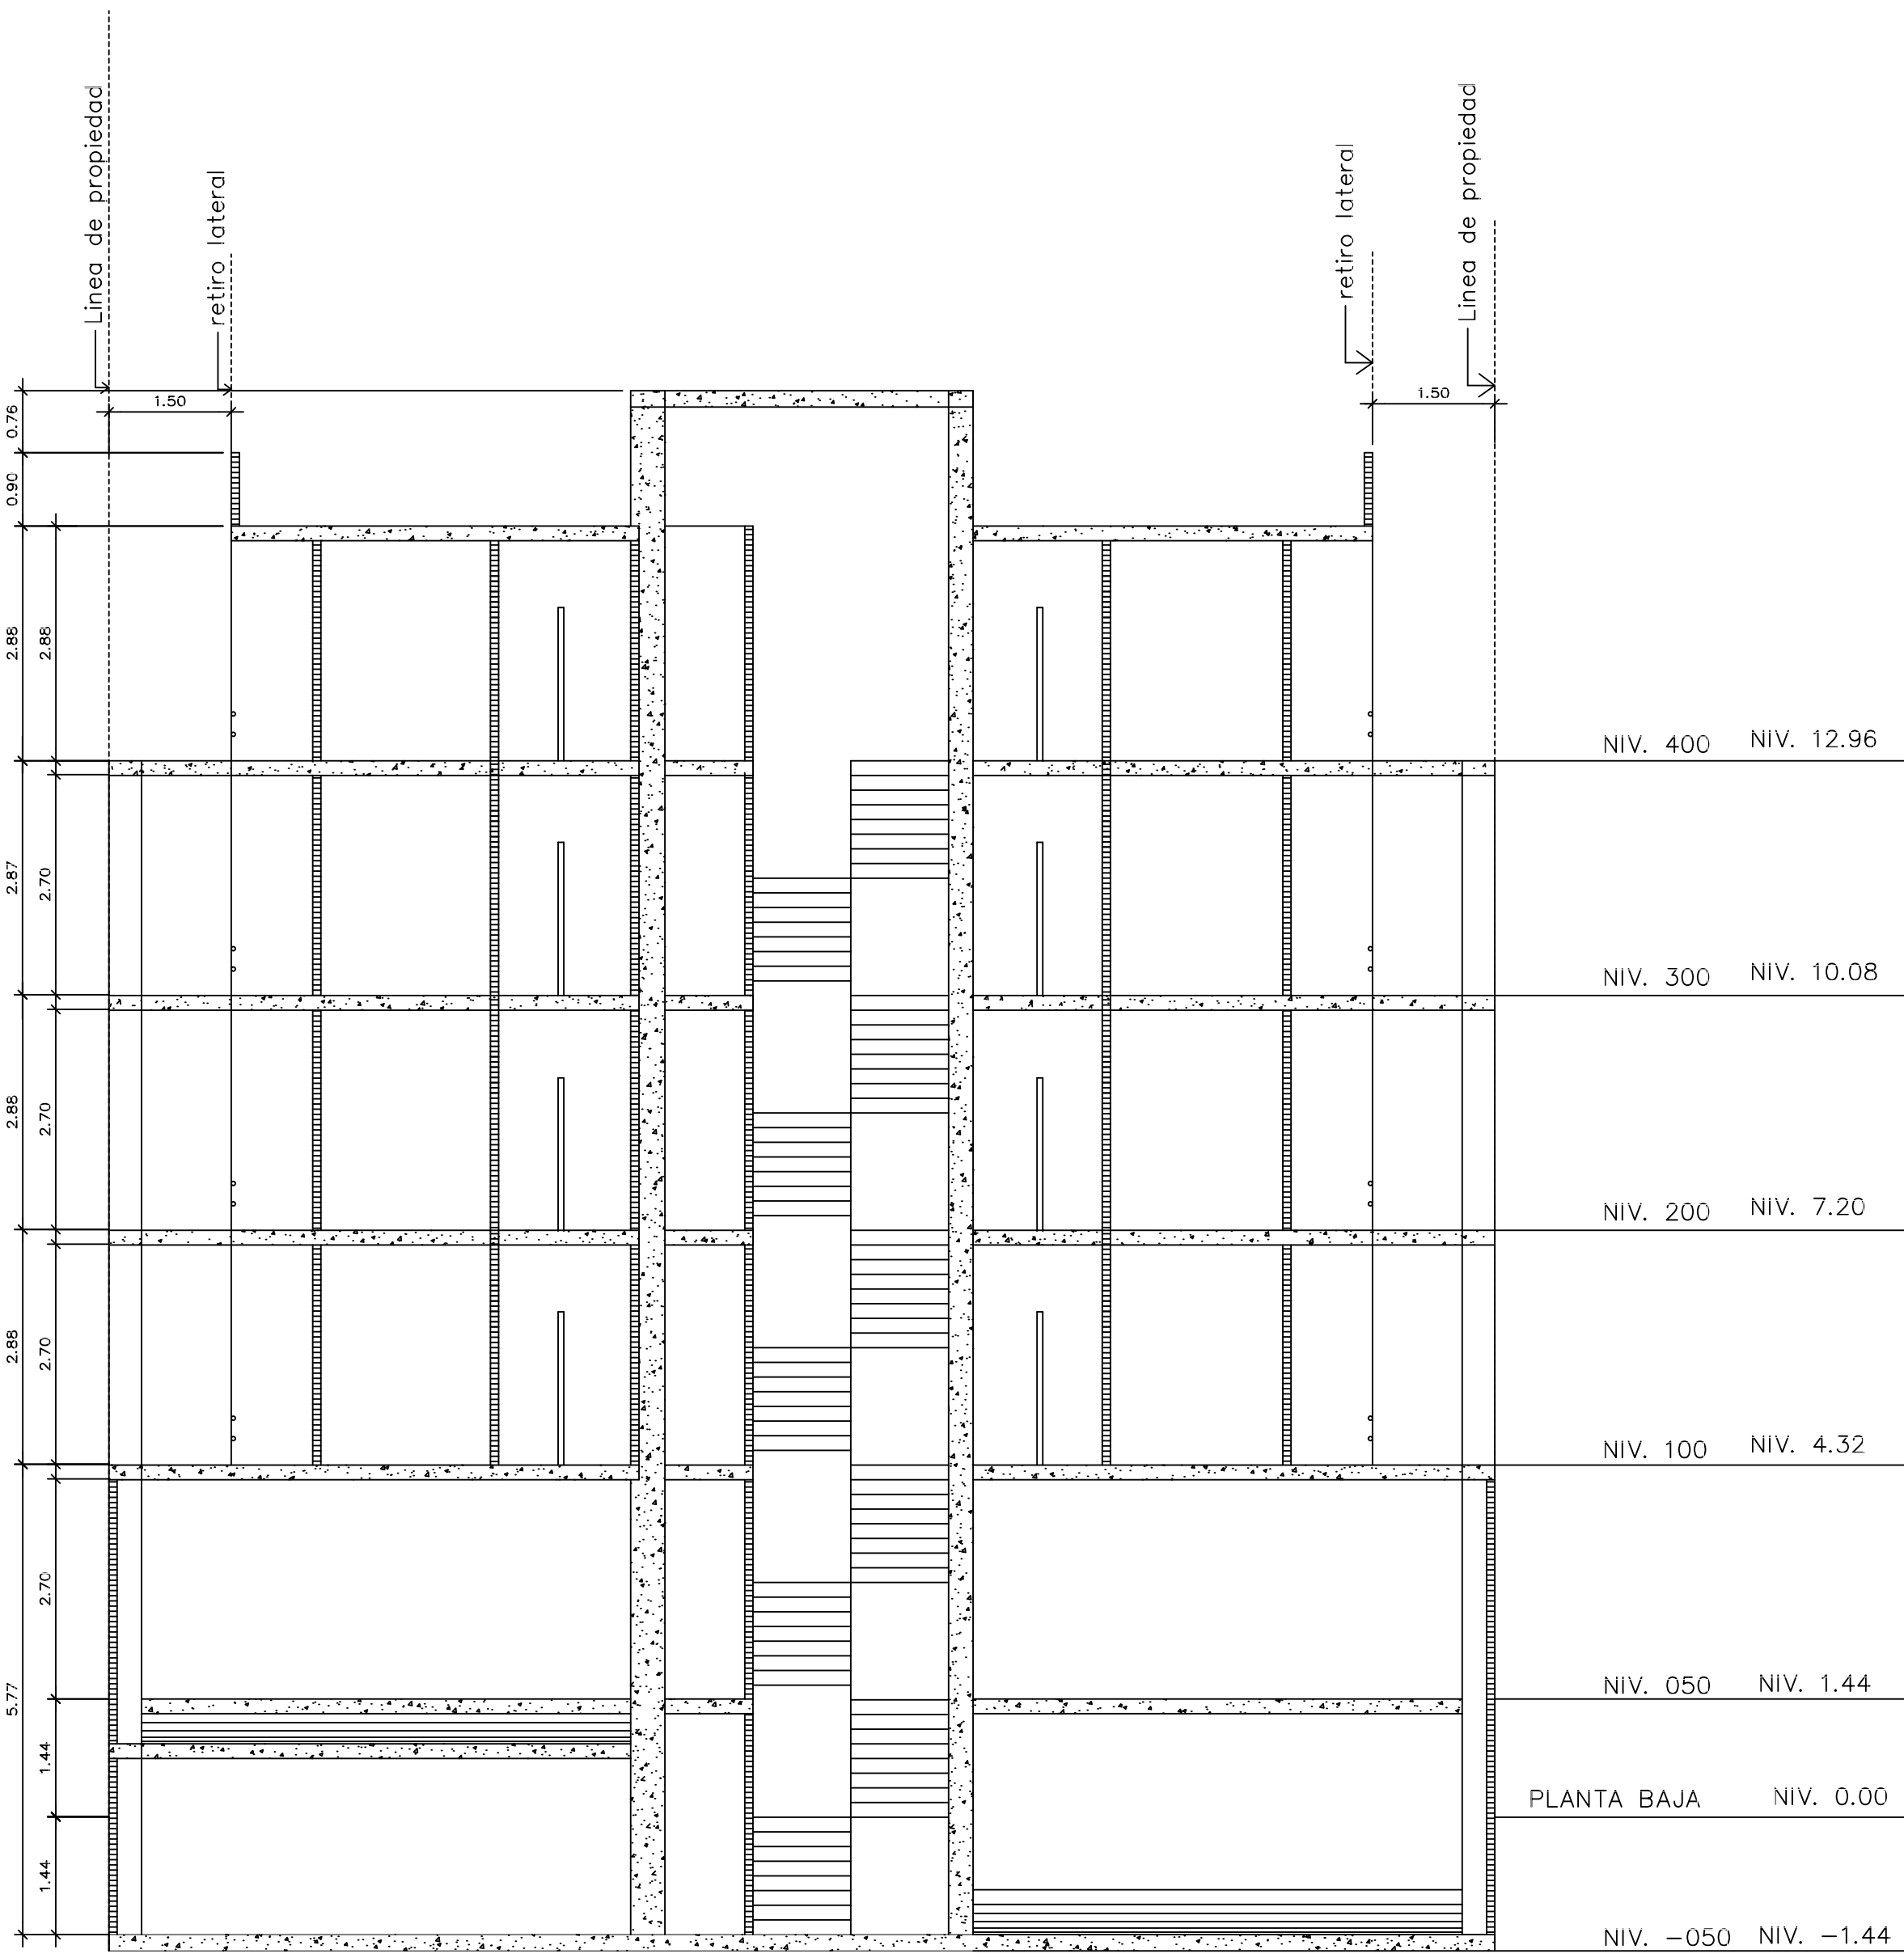 Linea de propiedad
retiro lateral
retiro lateral
Linea de propiedad
1.50
1.50
0.76
0.90
2.88
2.88
NIV. 400 NIV. 12.96
2.87
2.70
NIV. 300 NIV. 10.08
2.88
2.70
NIV. 200 NIV. 7.20
2.88
2.70
NIV. 100 NIV. 4.32
2.70
5.77
NIV. 050 NIV. 1.44
1.44
PLANTA BAJA NIV. 0.00
1.44
NIV. -050 NIV. -1.44